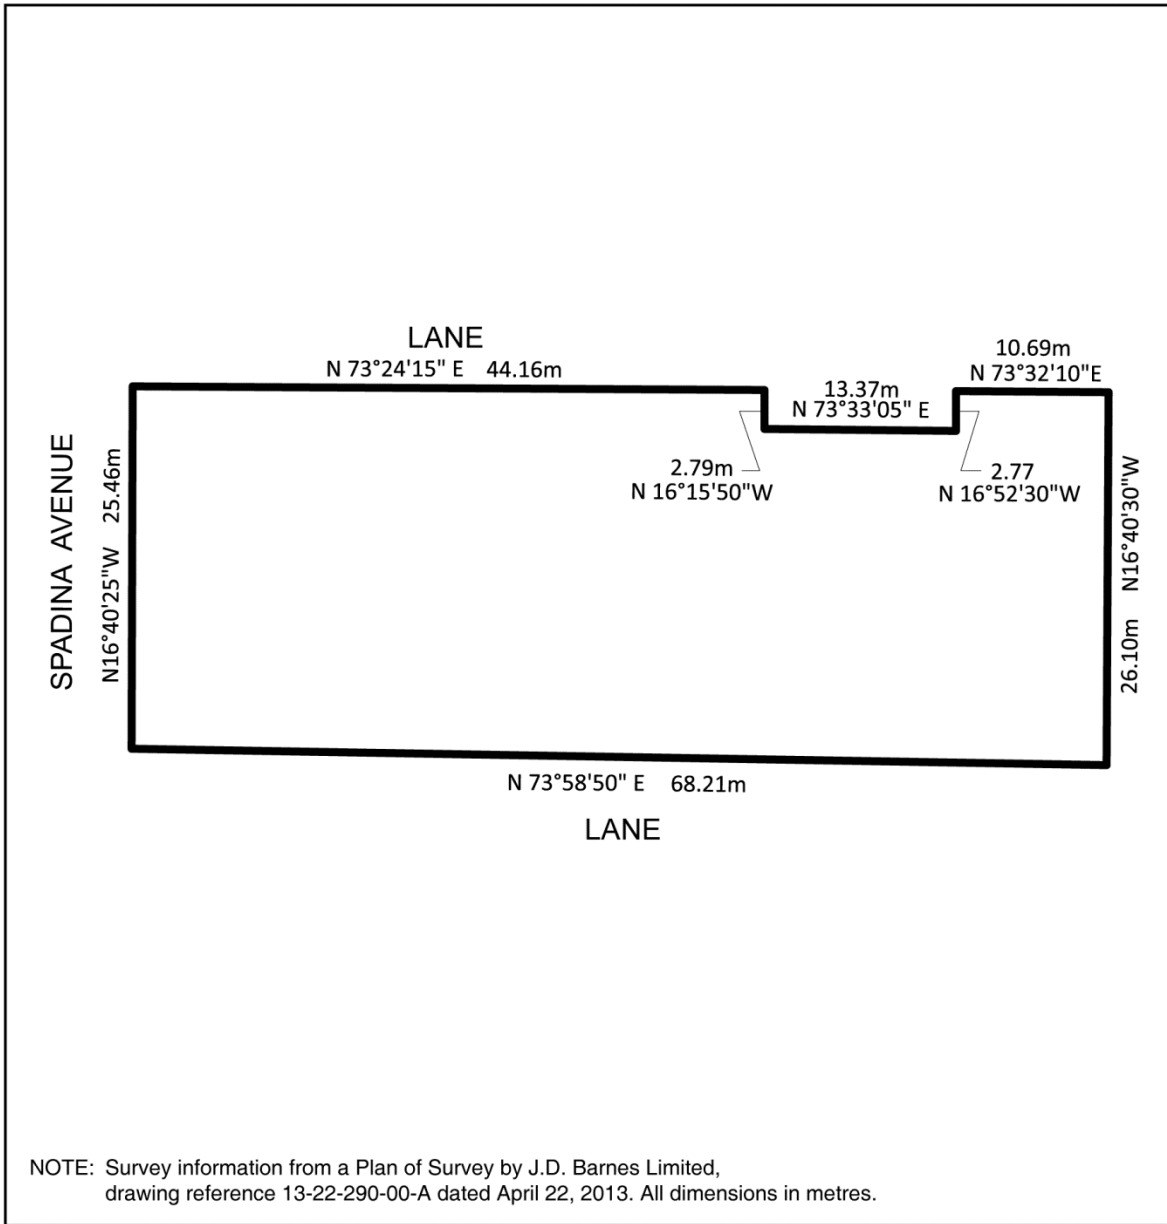 LANE
N 73°24'15" E 44.16m
10.69m
N 73°32'10"E
13.37m
N 73°33'05" E
2.79m
N 16°15'50"W
2.77
N 16°52'30"W
SPADINA AVENUE
N16°40'25"W 25.46m
26.10m N16°40'30"W
N 73°58'50" E 68.21m
LANE
NOTE: Survey information from a Plan of Survey by J.D. Barnes Limited,
drawing reference 13-22-290-00-A dated April 22, 2013. All dimensions in metres.